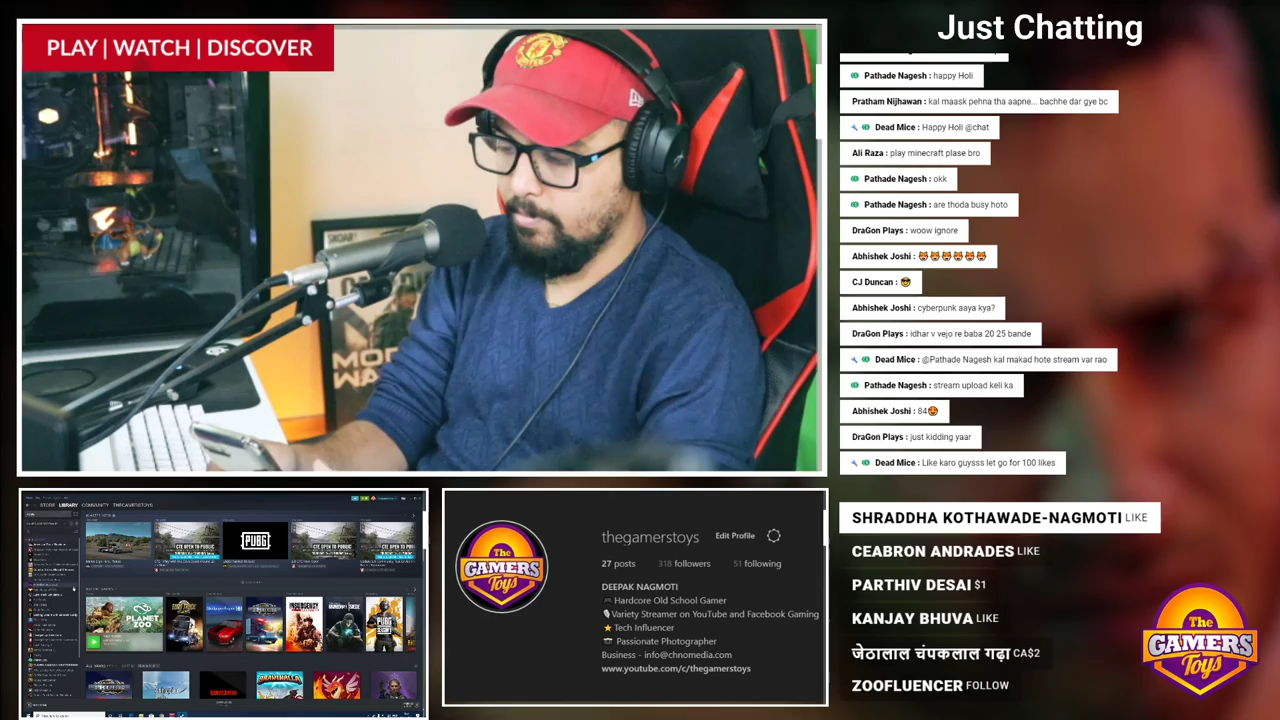 PLAY | WATCH | DISCOVER
Just Chatting
Pathade Nagesh : happy Holi
Pratham Nijhawan : kal maask pehna tha aapne... bachhe dar gye bc
Dead Mice : Happy Holi @chat
Ali Raza : play minecraft plase bro
Pathade Nagesh : okk
Pathade Nagesh : are thoda busy hoto
DraGon Plays : woow ignore
Abhishek Joshi : 😼😼😼😼😼😼
CJ Duncan : 😎
Abhishek Joshi : cyberpunk aaya kya?
DraGon Plays : idhar v vejo re baba 20 25 bande
Dead Mice : @Pathade Nagesh kal makad hote stream var rao
Pathade Nagesh : stream upload keli ka
Abhishek Joshi : 84😍
DraGon Plays : just kidding yaar
Dead Mice : Like karo guysss let go for 100 likes
STORE LIBRARY COMMUNITY THEGAMERSTOYS
PUBG
PLANET ZOO
INSURGENCY
BRAWLHALLA
The GAMERS Toys
thegamerstoys Edit Profile
27 posts 318 followers 51 following
DEEPAK NAGMOTI
Hardcore Old School Gamer
Variety Streamer on YouTube and Facebook Gaming
Tech Influencer
Passionate Photographer
Business - info@chnomedia.com
www.youtube.com/c/thegamerstoys
SHRADDHA KOTHAWADE-NAGMOTI LIKE
CEABRON ANDRADES LIKE
PARTHIV DESAI $1
KANJAY BHUVA LIKE
जेठालाल चंपकलाल गढ़ा CA$2
ZOOFLUENCER FOLLOW
The GAMERS Toys